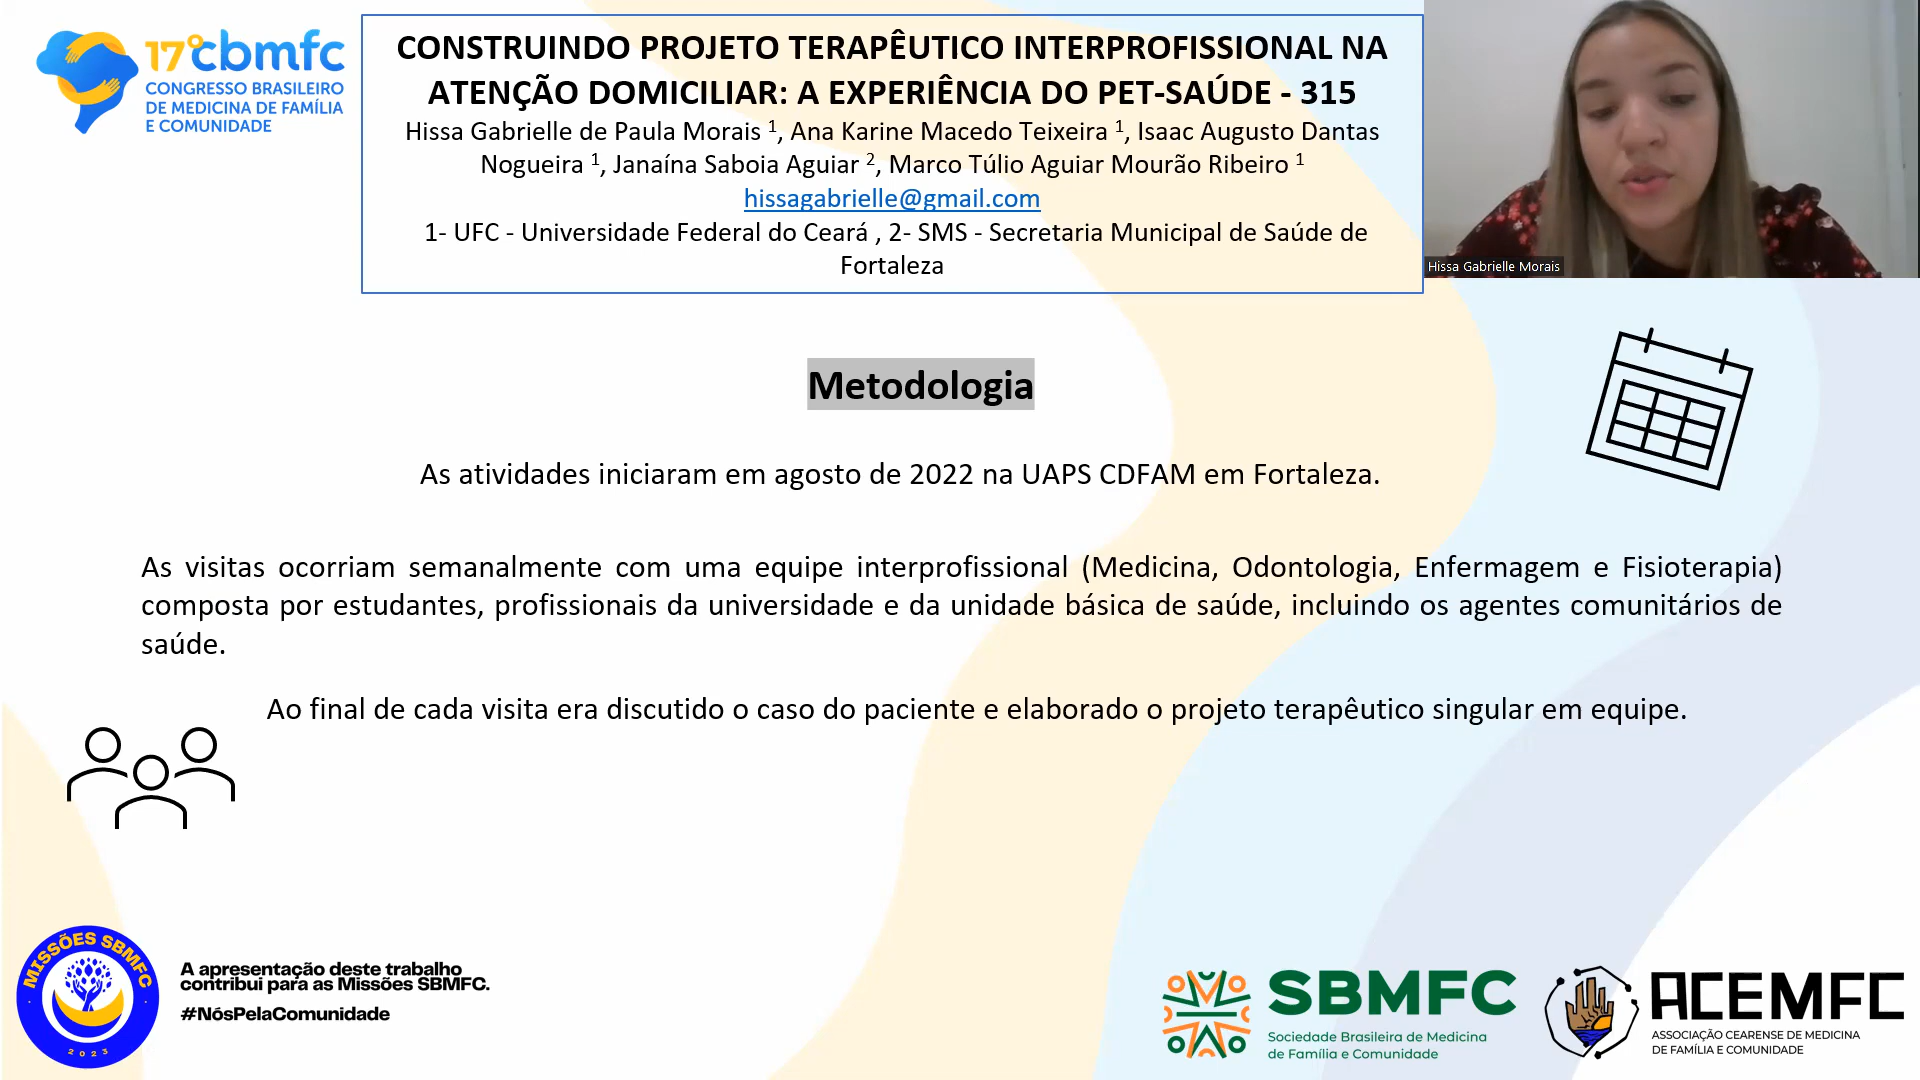 17º cbmfc
CONGRESSO BRASILEIRO
DE MEDICINA DE FAMÍLIA
E COMUNIDADE
CONSTRUINDO PROJETO TERAPÊUTICO INTERPROFISSIONAL NA
ATENÇÃO DOMICILIAR: A EXPERIÊNCIA DO PET-SAÚDE - 315
Hissa Gabrielle de Paula Morais ¹, Ana Karine Macedo Teixeira ¹, Isaac Augusto Dantas
Nogueira ¹, Janaína Saboia Aguiar ², Marco Túlio Aguiar Mourão Ribeiro ¹
hissagabrielle@gmail.com
1- UFC - Universidade Federal do Ceará , 2- SMS - Secretaria Municipal de Saúde de
Fortaleza
Hissa Gabrielle Morais
Metodologia
As atividades iniciaram em agosto de 2022 na UAPS CDFAM em Fortaleza.
As visitas ocorriam semanalmente com uma equipe interprofissional (Medicina, Odontologia, Enfermagem e Fisioterapia)
composta por estudantes, profissionais da universidade e da unidade básica de saúde, incluindo os agentes comunitários de
saúde.
Ao final de cada visita era discutido o caso do paciente e elaborado o projeto terapêutico singular em equipe.
MISSÕES SBMFC
2023
A apresentação deste trabalho
contribui para as Missões SBMFC.
#NósPelaComunidade
SBMFC
Sociedade Brasileira de Medicina
de Família e Comunidade
ACEMFC
ASSOCIAÇÃO CEARENSE DE MEDICINA
DE FAMÍLIA E COMUNIDADE